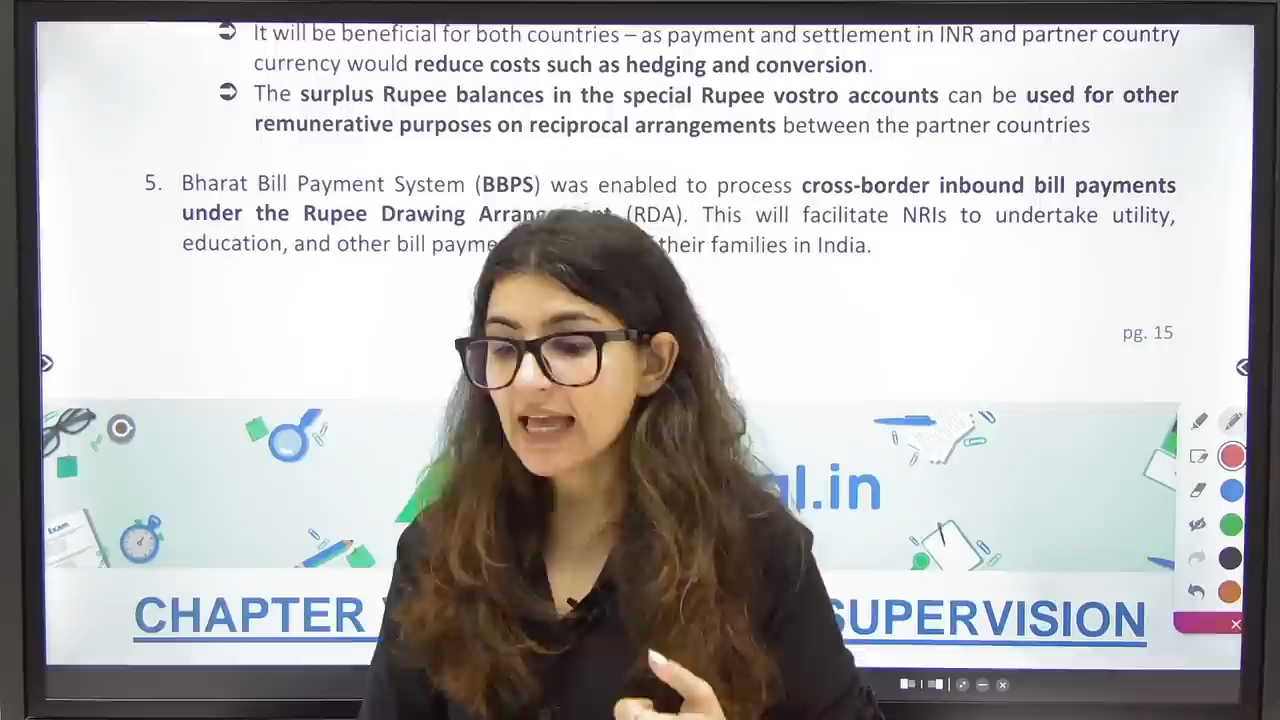 ➲ It will be beneficial for both countries – as payment and settlement in INR and partner country
currency would reduce costs such as hedging and conversion.
➲ The surplus Rupee balances in the special Rupee vostro accounts can be used for other
remunerative purposes on reciprocal arrangements between the partner countries
5. Bharat Bill Payment System (BBPS) was enabled to process cross-border inbound bill payments
under the Rupee Drawing (RDA). This will facilitate NRIs to undertake utility,
education, and other bill their families in India.
pg. 15
Exam
l.in
CHAPTER SUPERVISION